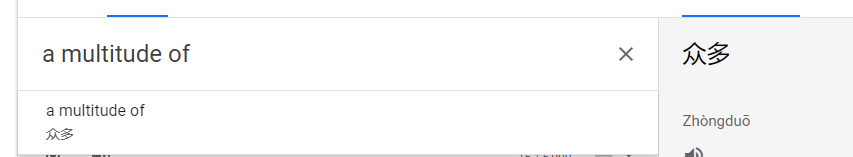 a multitude of
众多
a multitude of
众多
Zhòngduō